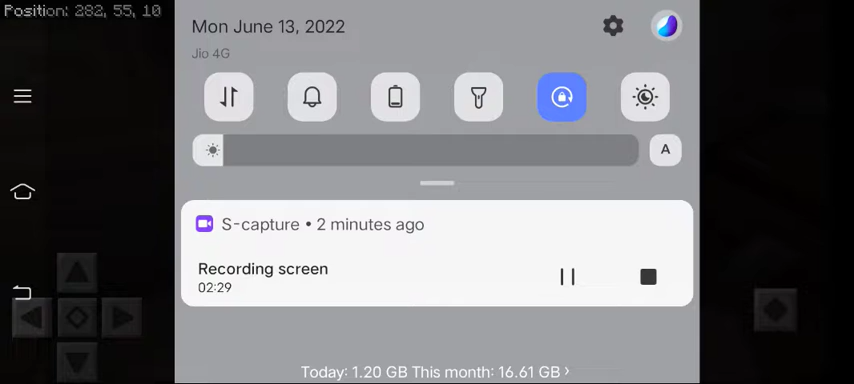 Position: 282, 55, 10
Mon June 13, 2022
Jio 4G
A
S-capture • 2 minutes ago
Recording screen
02:29
Today: 1.20 GB This month: 16.61 GB ›